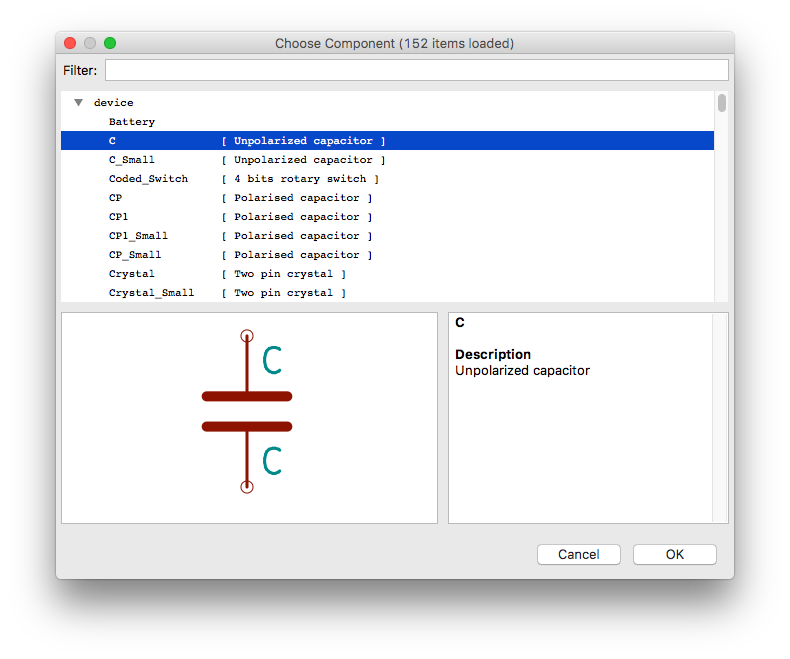 Choose Component (152 items loaded)
Filter:
device
Battery
C [ Unpolarized capacitor ]
C_Small [ Unpolarized capacitor ]
Coded_Switch [ 4 bits rotary switch ]
CP [ Polarised capacitor ]
CP1 [ Polarised capacitor ]
CP1_Small [ Polarised capacitor ]
CP_Small [ Polarised capacitor ]
Crystal [ Two pin crystal ]
Crystal_Small [ Two pin crystal ]
C
C
C
Description
Unpolarized capacitor
Cancel OK